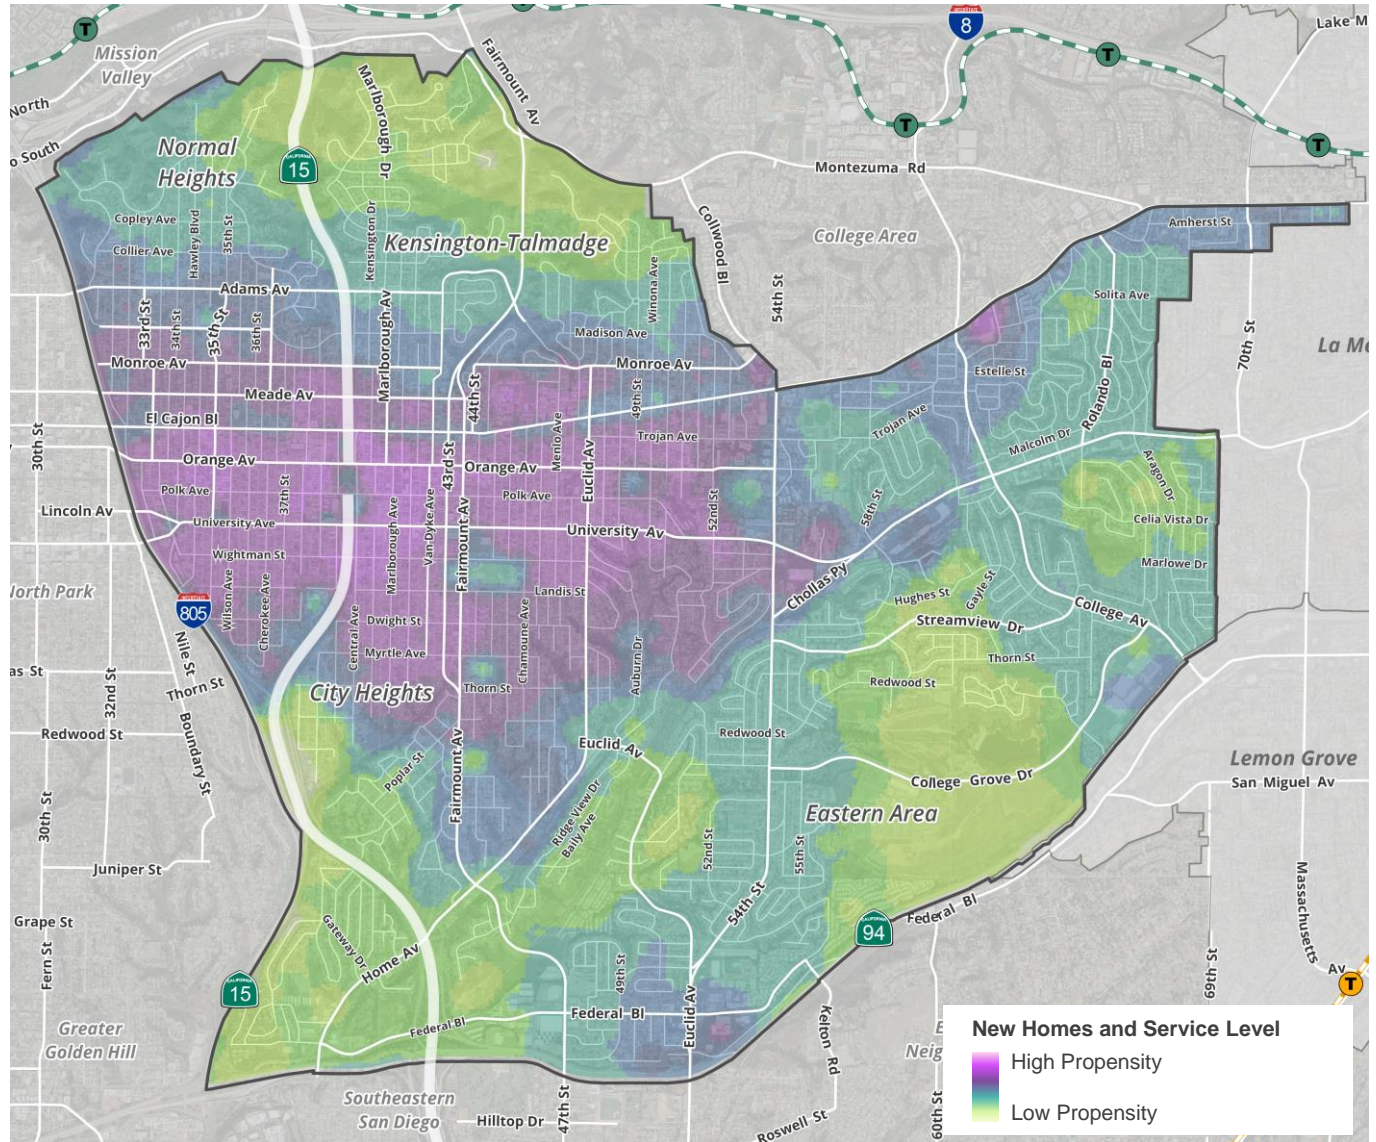 T
T
8
T
T
T
Lake M
Mission
Valley
North
o South
Fairmount Av
Marlborough Dr
Normal
Heights
CALIFORNIA
15
Montezuma Rd
Collwood Bl
College Area
Copley Ave
Hawley Blvd
35th St
Collier Ave
Kensington Dr
Kensington-Talmadge
Amherst St
Adams Av
Winona Ave
54th St
Solita Ave
33rd St
34th St
35th St
36th St
Marlborough Av
Madison Ave
70th St
La Me
Monroe Av
Monroe Av
Estelle St
Rolando Bl
Meade Av
44th St
49th St
El Cajon Bl
Menlo Ave
Trojan Ave
Trojan Ave
Malcolm Dr
30th St
Orange Av
43rd St
Orange Av
Euclid Av
Aragon Dr
Polk Ave
37th St
Polk Ave
52nd St
58th St
Lincoln Av
University Ave
Marlborough Ave
Van-Dyke Ave
Fairmount Av
University Av
Celia Vista Dr
Wightman St
Marlowe Dr
North Park
805
Wilson Ave
Cherokee Ave
Landis St
Chollas Py
Hughes St
Gayle St
College Av
Nile St
Central Ave
Dwight St
Chamoune Ave
Streamview Dr
as St
32nd St
Thorn St
Myrtle Ave
Auburn Dr
Thorn St
City Heights
Thorn St
Redwood St
Redwood St
Boundary St
Redwood St
Euclid Av
Lemon Grove
San Miguel Av
Poplar St
Fairmount Av
College Grove Dr
30th St
Ridge View Dr
Baily Ave
Eastern Area
52nd St
55th St
Juniper St
Massachusetts Av
Grape St
54th St
Federal Bl
CALIFORNIA
94
Fern St
Gateway Dr
Home Av
69th St
CALIFORNIA
15
49th St
T
Greater
Golden Hill
Federal Bl
Federal Bl
Euclid Av
Kelton Rd
E
Neig
Southeastern
San Diego
Hilltop Dr
47th St
Roswell St
60th St
New Homes and Service Level
High Propensity
Low Propensity